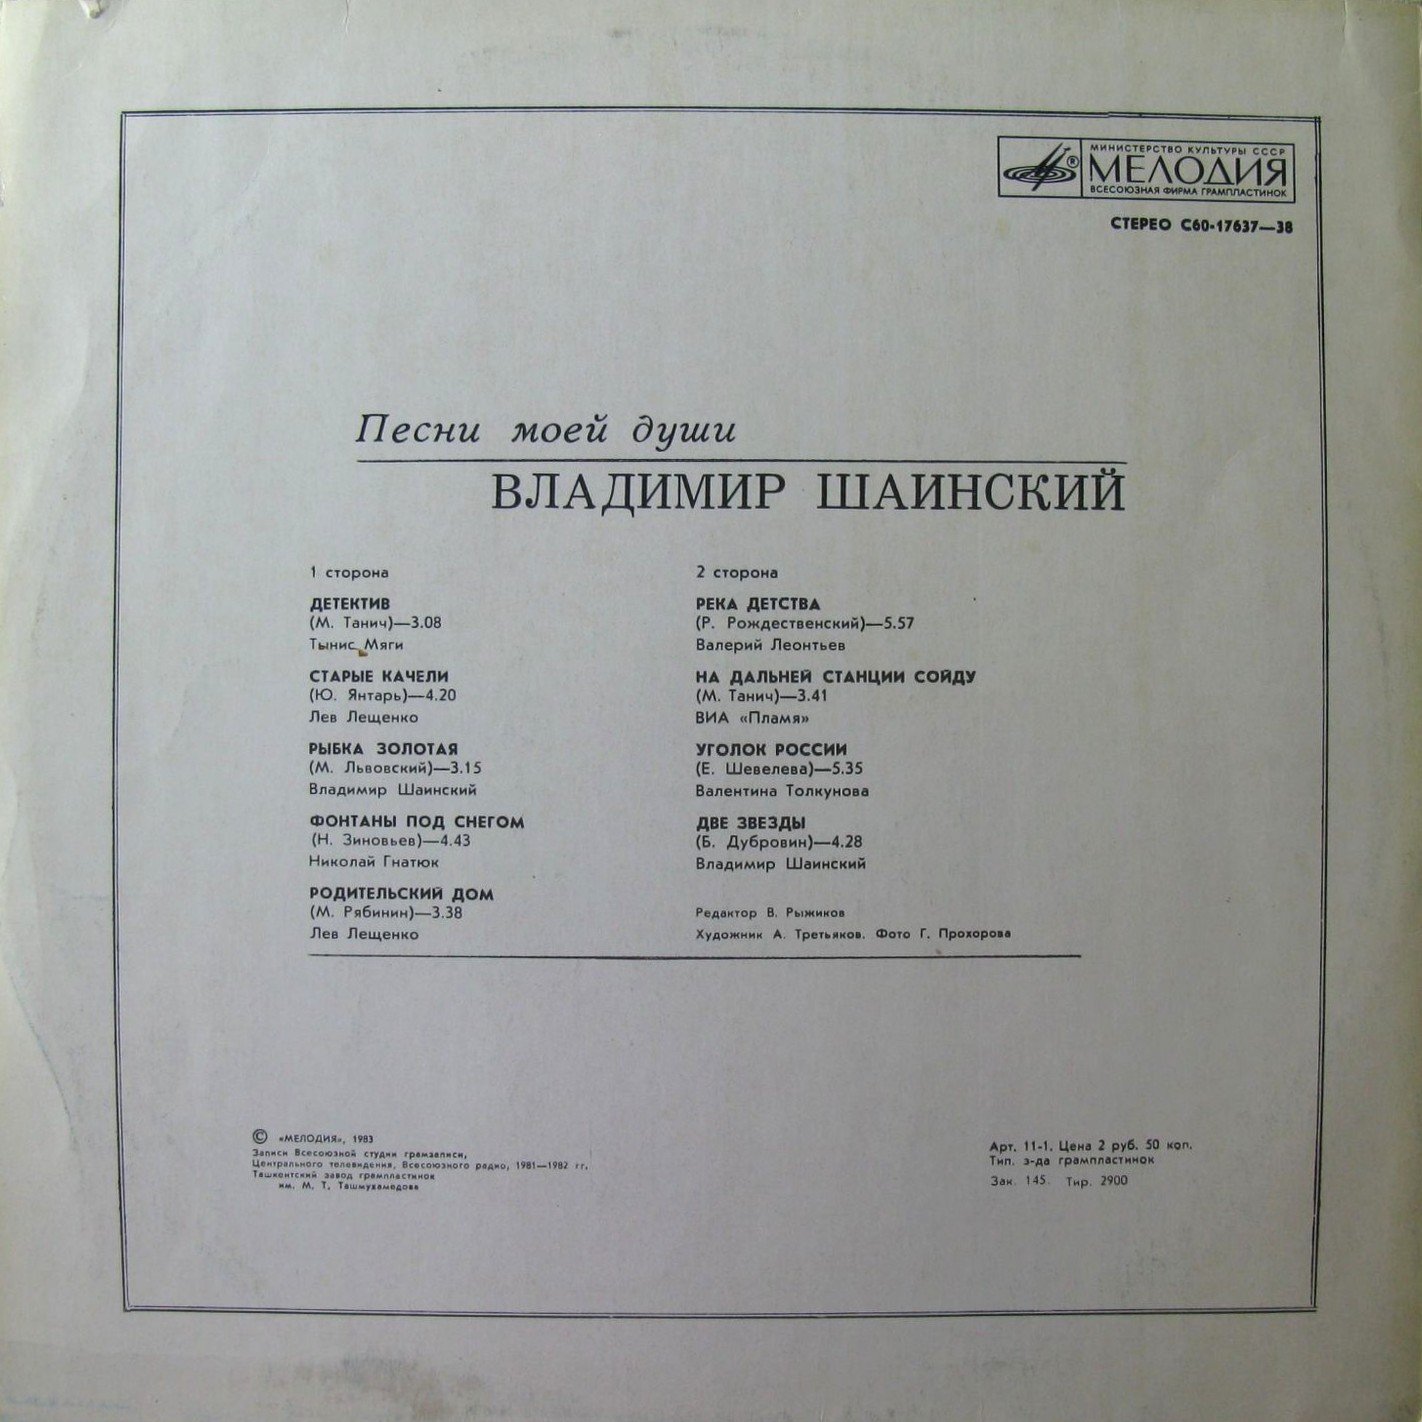 МИНИСТЕРСТВО КУЛЬТУРЫ СССР
МЕЛОДИЯ
ВСЕСОЮЗНАЯ ФИРМА ГРАМПЛАСТИНОК
СТЕРЕО С60-17637—38
Песни моей души
ВЛАДИМИР ШАИНСКИЙ
1 сторона
ДЕТЕКТИВ
(М. Танич)—3.08
Тынис Мяги
СТАРЫЕ КАЧЕЛИ
(Ю. Янтарь)—4.20
Лев Лещенко
РЫБКА ЗОЛОТАЯ
(М. Львовский)—3.15
Владимир Шаинский
ФОНТАНЫ ПОД СНЕГОМ
(Н. Зиновьев)—4.43
Николай Гнатюк
РОДИТЕЛЬСКИЙ ДОМ
(М. Рябинин)—3.38
Лев Лещенко
2 сторона
РЕКА ДЕТСТВА
(Р. Рождественский)—5.57
Валерий Леонтьев
НА ДАЛЬНЕЙ СТАНЦИИ СОЙДУ
(М. Танич)—3.41
ВИА «Пламя»
УГОЛОК РОССИИ
(Е. Шевелева)—5.35
Валентина Толкунова
ДВЕ ЗВЕЗДЫ
(Б. Дубровин)—4.28
Владимир Шаинский
Редактор В. Рыжиков
Художник А. Третьяков. Фото Г. Прохорова
© «МЕЛОДИЯ», 1983
Записи Всесоюзной студии грамзаписи,
Центрального телевидения, Всесоюзного радио, 1981—1982 гг.
Ташкентский завод грампластинок
им. М. Т. Ташмухамедова
Арт. 11-1. Цена 2 руб. 50 коп.
Тип. з-да грампластинок
Зак. 145. Тир. 2900